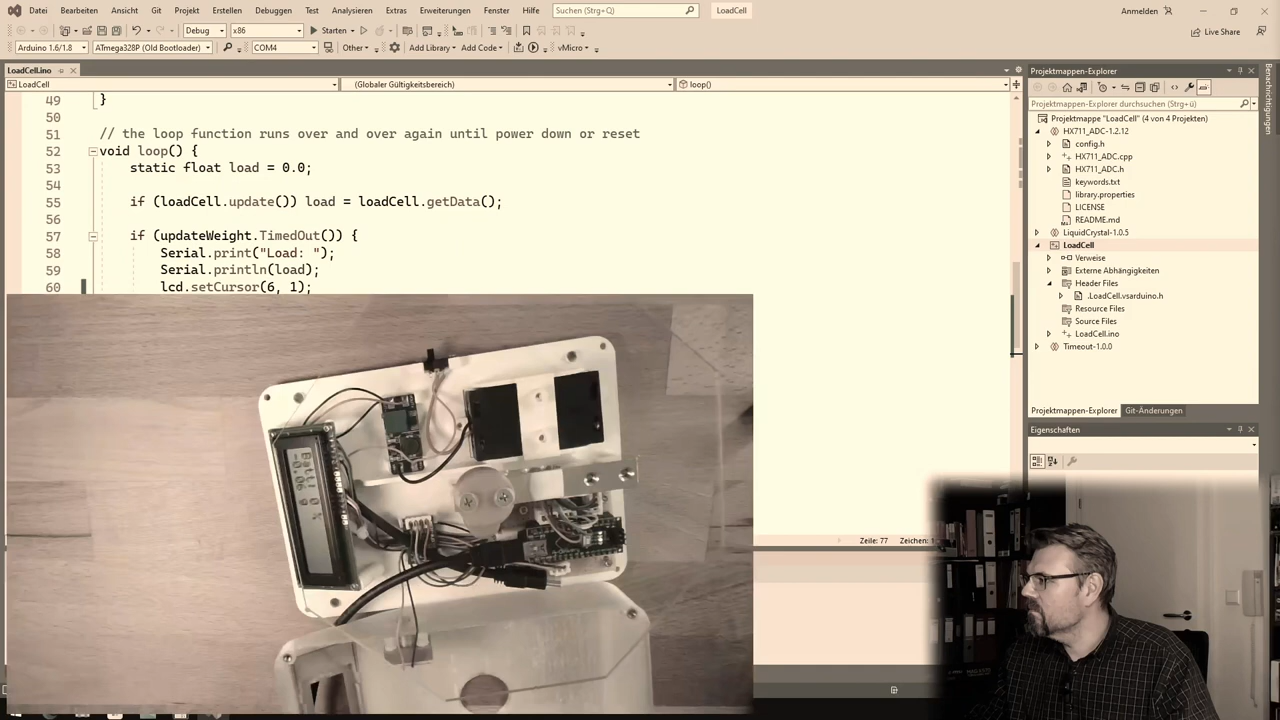 Datei Bearbeiten Ansicht Git Projekt Erstellen Debuggen Test Analysieren Extras Erweiterungen Fenster Hilfe Suchen (Strg+Q) LoadCell Anmelden
Debug x86 Starten Live Share
Arduino 1.6/1.8 ATmega328P (Old Bootloader) COM4 Other Add Library Add Code vMicro
LoadCell.ino
LoadCell (Globaler Gültigkeitsbereich) loop()
49 }
50
51 // the loop function runs over and over again until power down or reset
52 void loop() {
53 static float load = 0.0;
54
55 if (loadCell.update()) load = loadCell.getData();
56
57 if (updateWeight.TimedOut()) {
58 Serial.print("Load: ");
59 Serial.println(load);
60 lcd.setCursor(6, 1);
Zeile: 77 Zeichen: 1
Projektmappen-Explorer
Projektmappen-Explorer durchsuchen (Strg+ü)
Projektmappe "LoadCell" (4 von 4 Projekten)
HX711_ADC-1.2.12
config.h
HX711_ADC.cpp
HX711_ADC.h
keywords.txt
library.properties
LICENSE
README.md
LiquidCrystal-1.0.5
LoadCell
Verweise
Externe Abhängigkeiten
Header Files
.LoadCell.vsarduino.h
Resource Files
Source Files
LoadCell.ino
Timeout-1.0.0
Projektmappen-Explorer Git-Änderungen
Eigenschaften
Benachrichtigungen